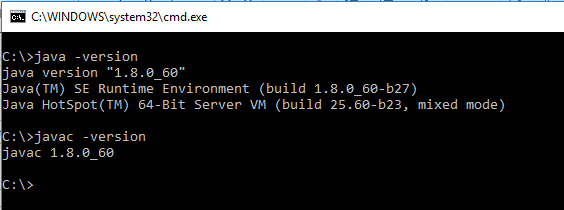 C:\WINDOWS\system32\cmd.exe
C:\>java -version
java version "1.8.0_60"
Java(TM) SE Runtime Environment (build 1.8.0_60-b27)
Java HotSpot(TM) 64-Bit Server VM (build 25.60-b23, mixed mode)
C:\>javac -version
javac 1.8.0_60
C:\>